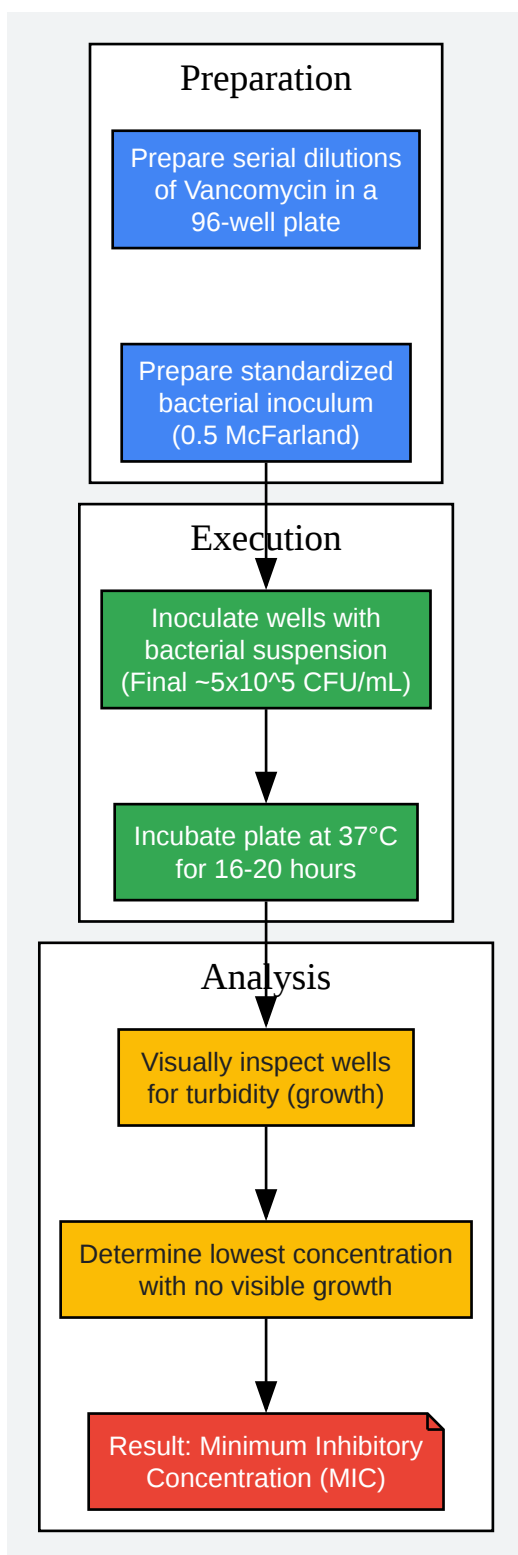 Preparation
Prepare serial dilutions
of Vancomycin in a
96-well plate
Prepare standardized
bacterial inoculum
(0.5 McFarland)
Execution
Inoculate wells with
bacterial suspension
(Final ~5x10^5 CFU/mL)
Incubate plate at 37°C
for 16-20 hours
Analysis
Visually inspect wells
for turbidity (growth)
Determine lowest concentration
with no visible growth
Result: Minimum Inhibitory
Concentration (MIC)